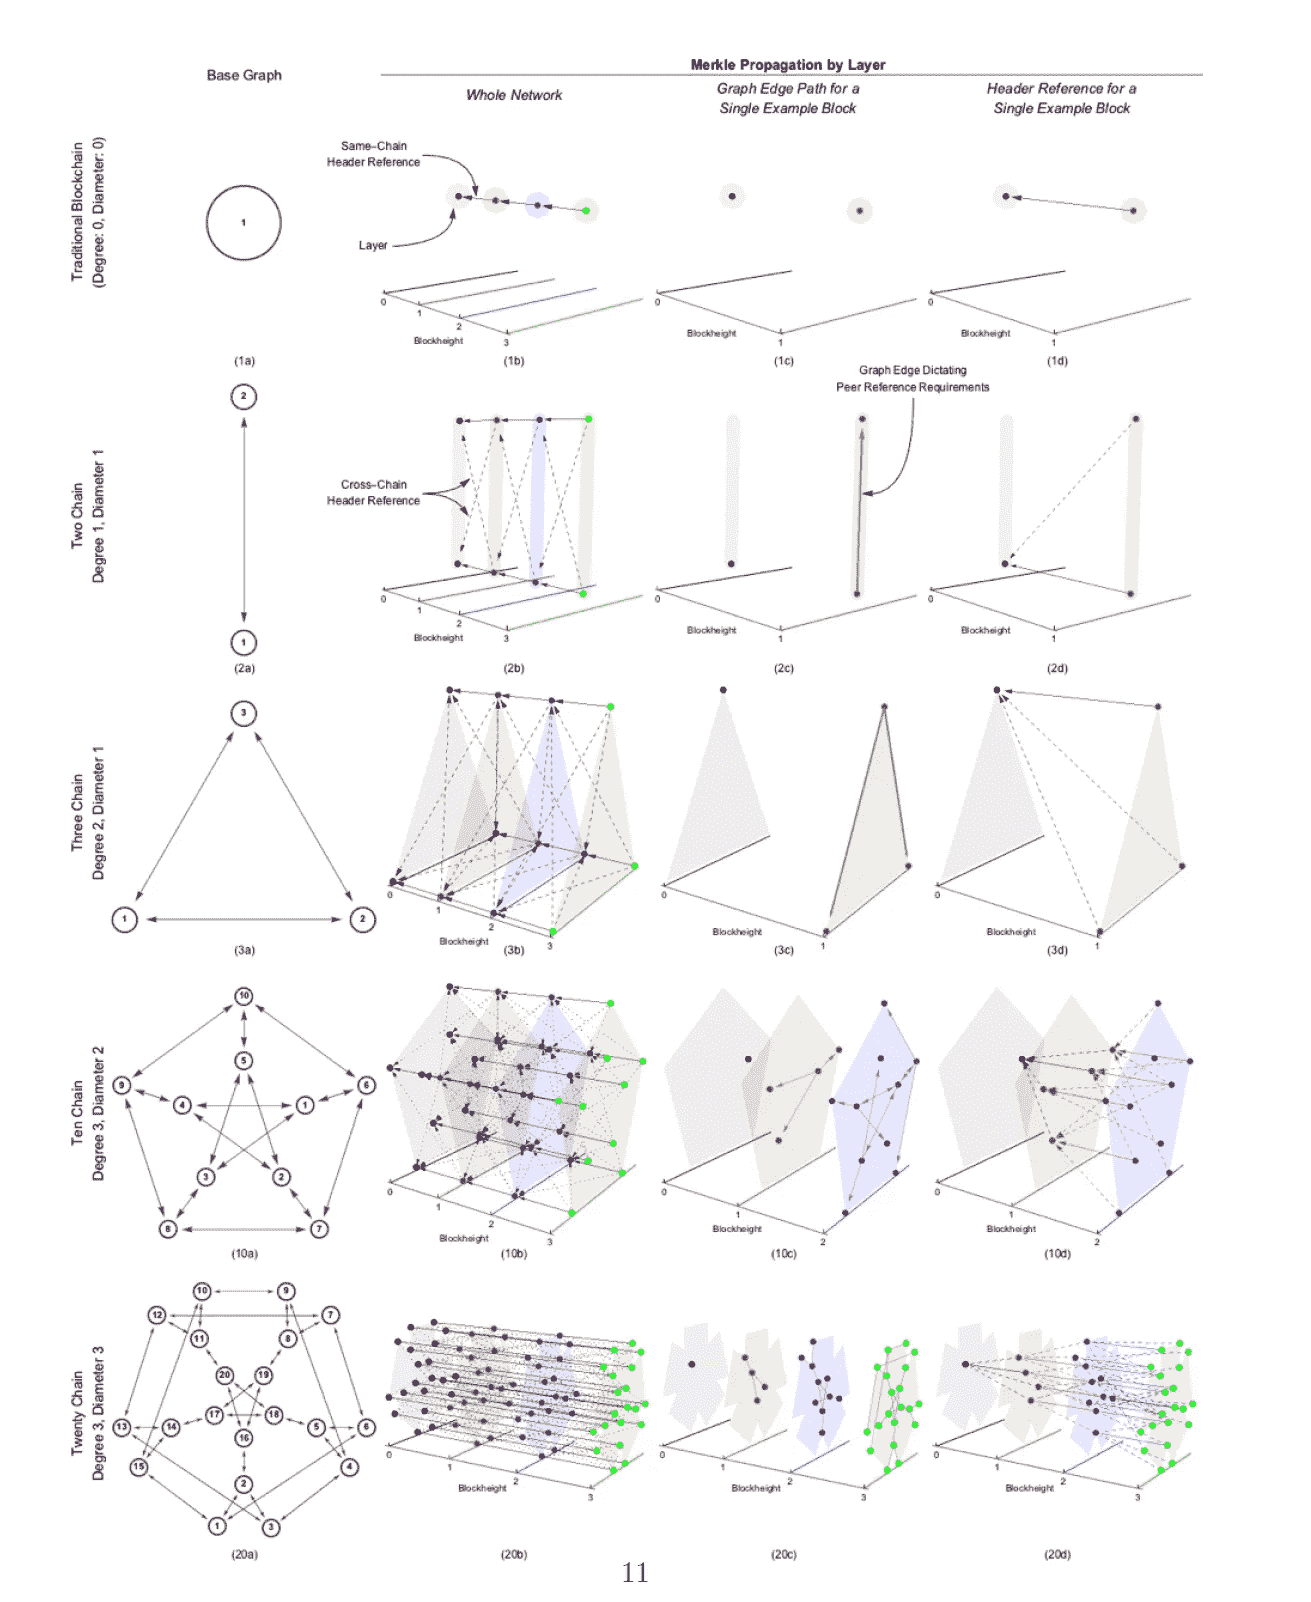 Base Graph
Merkle Propagation by Layer
Whole Network
Graph Edge Path for a
Single Example Block
Header Reference for a
Single Example Block
Traditional Blockchain
(Degree: 0, Diameter: 0)
1
Same-Chain
Header Reference
Layer
0
1
2
3
Blockheight
0
1
Blockheight
0
1
Blockheight
(1a)
(1b)
(1c)
(1d)
Two Chain
Degree 1, Diameter 1
2
1
Cross-Chain
Header Reference
Graph Edge Dictating
Peer Reference Requirements
0
1
2
3
Blockheight
0
1
Blockheight
0
1
Blockheight
(2a)
(2b)
(2c)
(2d)
Three Chain
Degree 2, Diameter 1
3
1
2
0
1
2
3
Blockheight
0
1
Blockheight
0
1
Blockheight
(3a)
(3b)
(3c)
(3d)
Ten Chain
Degree 3, Diameter 2
10
5
9
6
4
1
3
2
8
7
0
1
2
3
Blockheight
0
1
2
Blockheight
0
1
2
Blockheight
(10a)
(10b)
(10c)
(10d)
Twenty Chain
Degree 3, Diameter 3
10
9
12
7
11
8
20
19
17
18
13
14
5
6
16
15
4
2
1
3
0
1
2
3
Blockheight
0
1
2
3
Blockheight
0
1
2
3
Blockheight
(20a)
(20b)
(20c)
(20d)
11